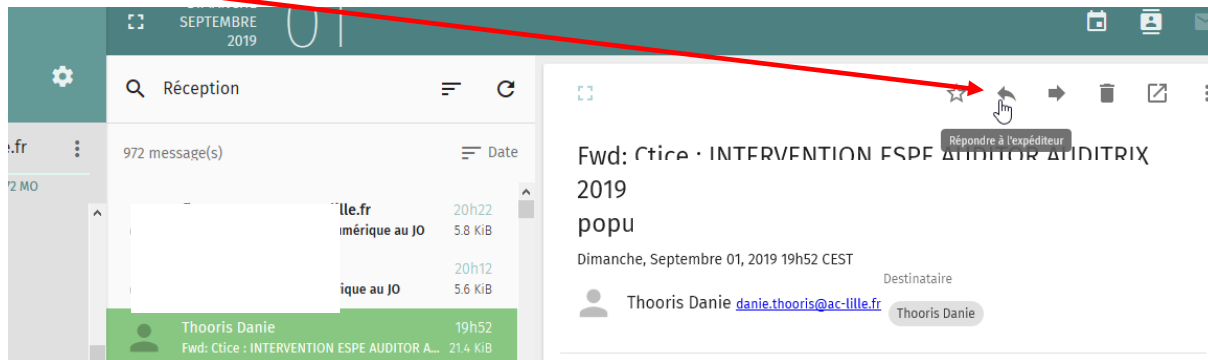 SEPTEMBRE
2019
01
.fr
72 MO
Réception
972 message(s)
Date
lle.fr
20h22
umérique au JO
5.8 KiB
20h12
ique au JO
5.6 KiB
Thooris Danie
19h52
Fwd: Ctice : INTERVENTION ESPE AUDITOR A...
21.4 KiB
Répondre à l'expéditeur
Fwd: Ctice : INTERVENTION ESPE AUDITOR AUDITRIX
2019
popu
Dimanche, Septembre 01, 2019 19h52 CEST
Destinataire
Thooris Danie danie.thooris@ac-lille.fr
Thooris Danie